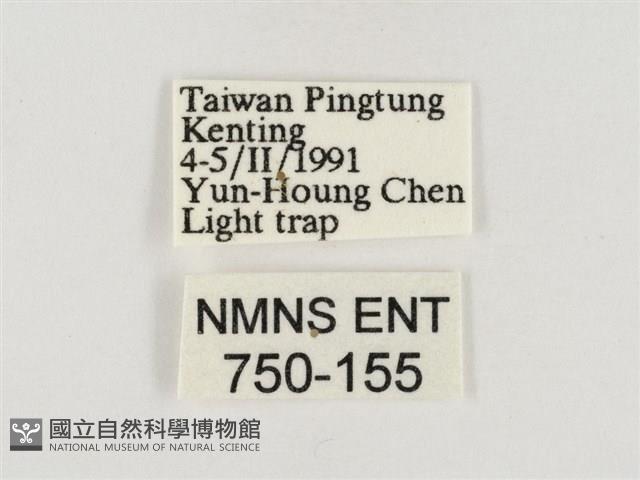 Taiwan Pingtung
Kenting
4-5/II/1991
Yun-Houng Chen
Light trap
NMNS ENT
750-155
國立自然科學博物館
NATIONAL MUSEUM OF NATURAL SCIENCE